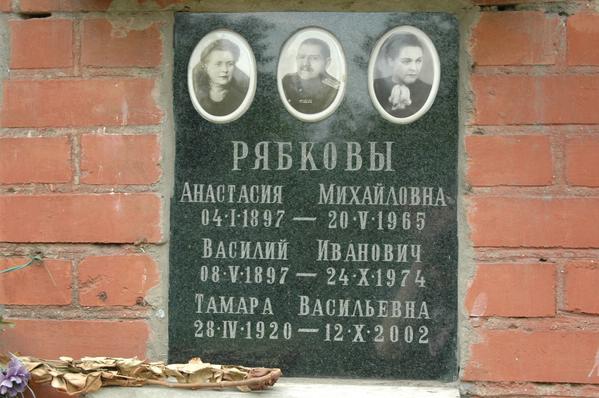 РЯБКОВЫ
АНАСТАСИЯ МИХАЙЛОВНА
04·I·1897 — 20·V·1965
ВАСИЛИЙ ИВАНОВИЧ
08·V·1897 — 24·X·1974
ТАМАРА ВАСИЛЬЕВНА
28·IV·1920 — 12·X·2002